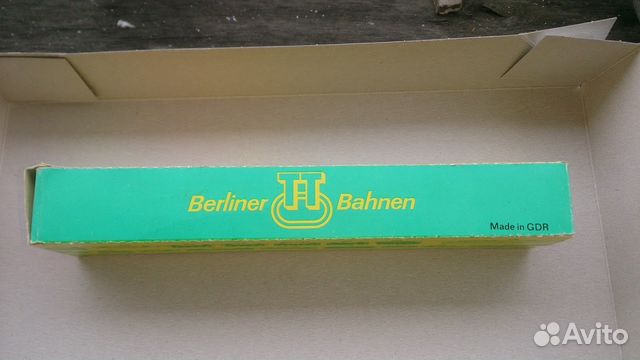 Berliner TT Bahnen
Made in GDR
Avito